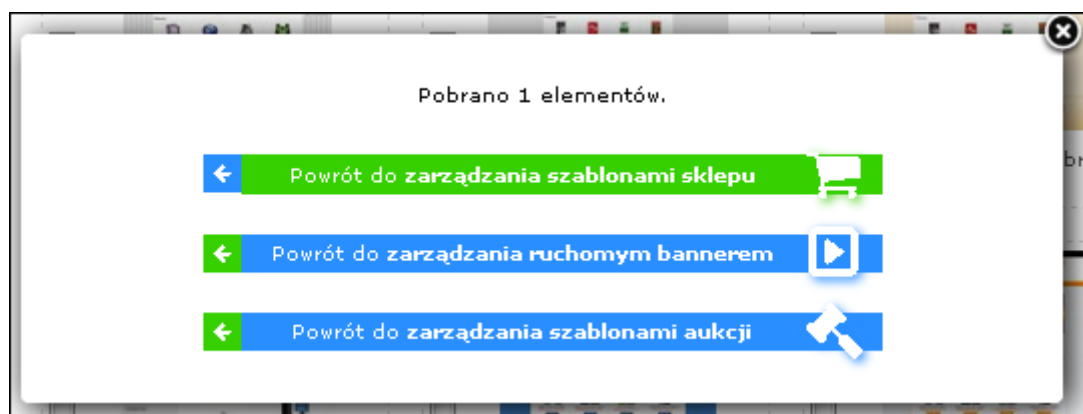 Pobrano 1 elementów.
Powrót do zarządzania szablonami sklepu
Powrót do zarządzania ruchomym bannerem
Powrót do zarządzania szablonami aukcji